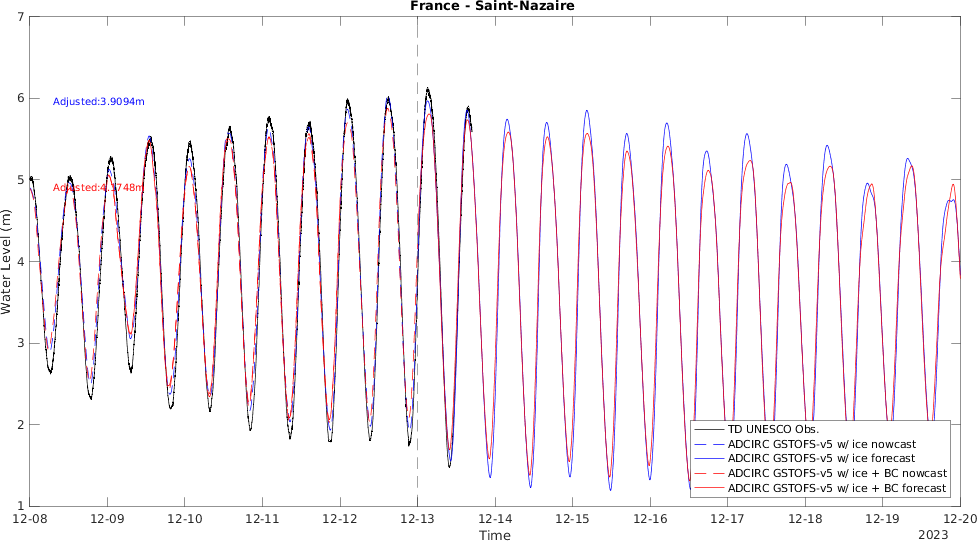 France - Saint-Nazaire
7
6
5
4
3
2
1
Water Level (m)
Adjusted:3.9094m
TD UNESCO Obs.
ADCIRC GSTOFS-v5 w/ ice nowcast
ADCIRC GSTOFS-v5 w/ ice forecast
ADCIRC GSTOFS-v5 w/ ice + BC nowcast
ADCIRC GSTOFS-v5 w/ ice + BC forecast
12-08 12-09 12-10 12-11 12-12 12-13 12-14 12-15 12-16 12-17 12-18 12-19 12-20
Time
2023